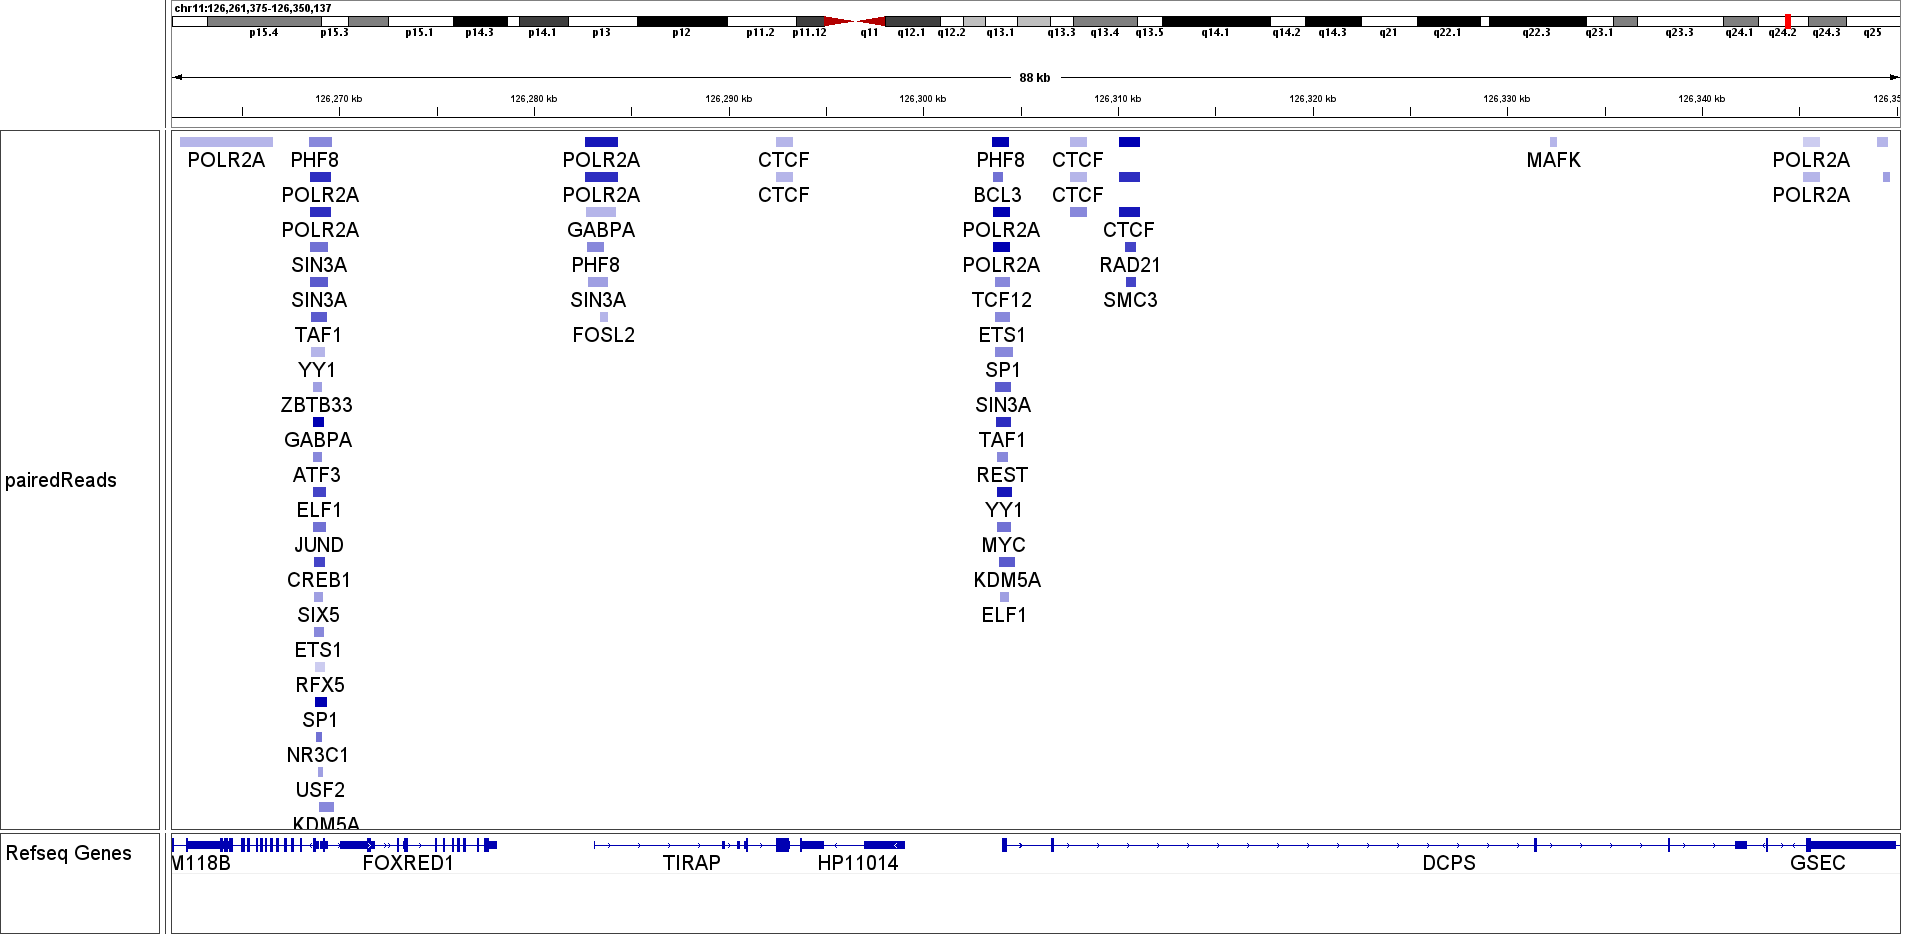 chr11:126,261,375-126,350,137
p15.4 p15.3 p15.1 p14.3 p14.1 p13 p12 p11.2 p11.12 q11 q12.1 q12.2 q13.1 q13.3 q13.4 q13.5 q14.1 q14.2 q14.3 q21 q22.1 q22.3 q23.1 q23.3 q24.1 q24.2 q24.3 q25
88 kb
126,270 kb 126,280 kb 126,290 kb 126,300 kb 126,310 kb 126,320 kb 126,330 kb 126,340 kb 126,35
POLR2A PHF8 POLR2A CTCF PHF8 CTCF MAFK POLR2A
POLR2A POLR2A CTCF BCL3 CTCF POLR2A
POLR2A GABPA POLR2A CTCF
SIN3A PHF8 POLR2A RAD21
SIN3A SIN3A TCF12 SMC3
TAF1 FOSL2 ETS1
YY1 SP1
ZBTB33 SIN3A
GABPA TAF1
ATF3 REST
pairedReads
ELF1 YY1
JUND MYC
CREB1 KDM5A
SIX5 ELF1
ETS1
RFX5
SP1
NR3C1
USF2
KDM5A
Refseq Genes
M118B FOXRED1 TIRAP HP11014 DCPS GSEC